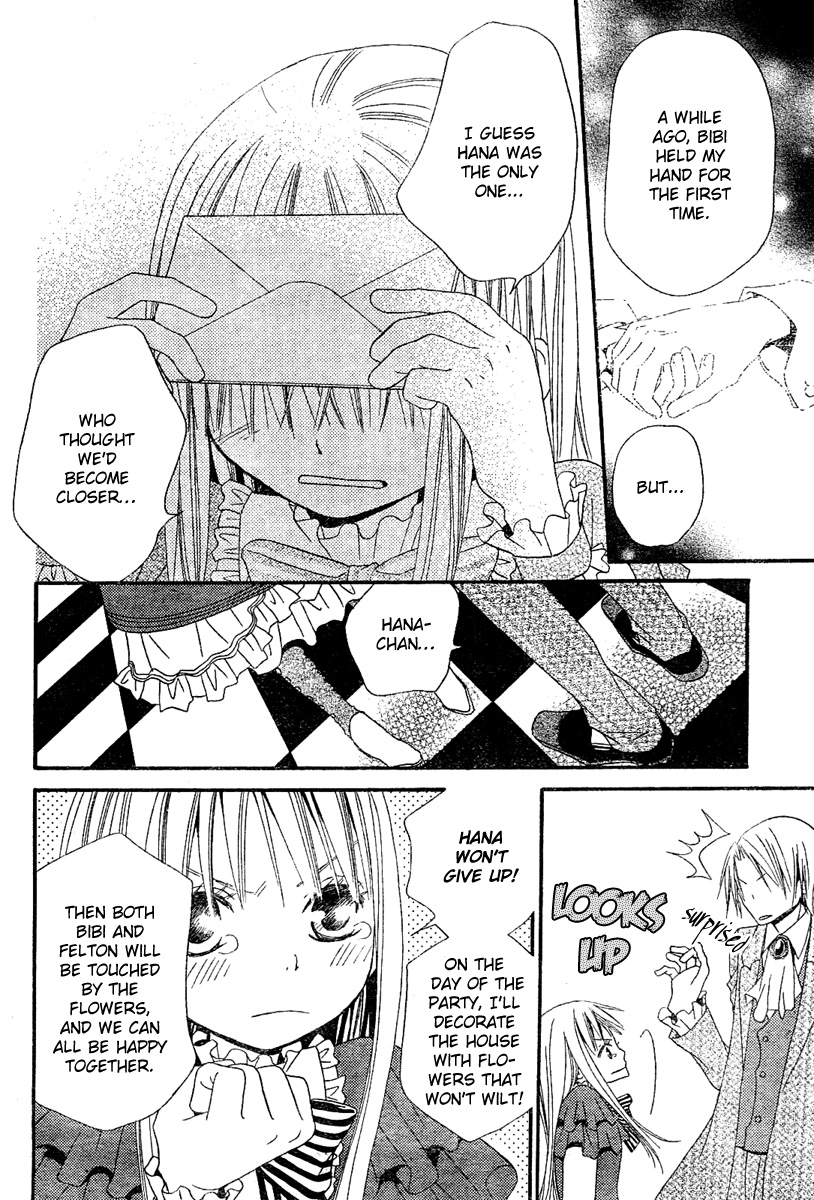 A WHILE
AGO, BIBI
HELD MY
HAND FOR
THE FIRST
TIME.
BUT...
I GUESS
HANA WAS
THE ONLY
ONE...
WHO
THOUGHT
WE'D
BECOME
CLOSER...
HANA-
CHAN...
LOOKS
UP
surprised
HANA
WON'T
GIVE UP!
ON THE
DAY OF THE
PARTY, I'LL
DECORATE
THE HOUSE
WITH FLO-
WERS THAT
WON'T WILT!
THEN BOTH
BIBI AND
FELTON WILL
BE TOUCHED
BY THE
FLOWERS,
AND WE CAN
ALL BE HAPPY
TOGETHER.